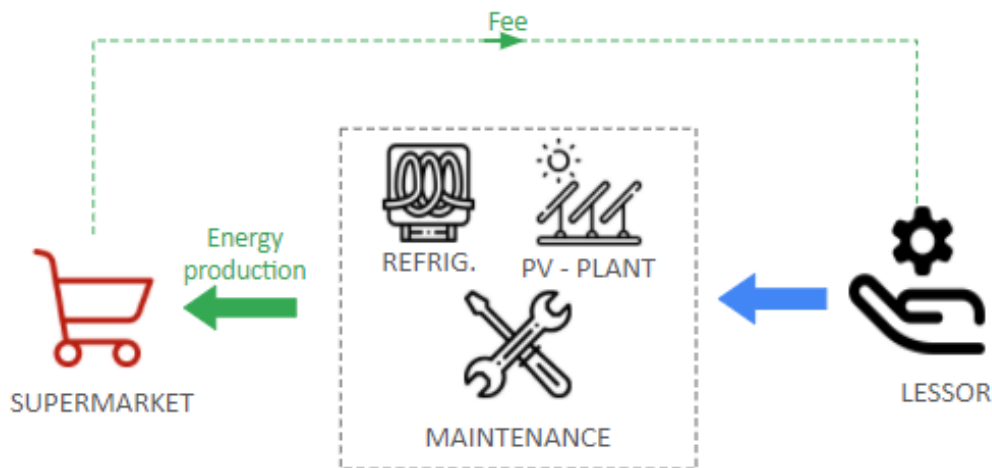 Fee
Energy
production
REFRIG.
PV - PLANT
SUPERMARKET
MAINTENANCE
LESSOR